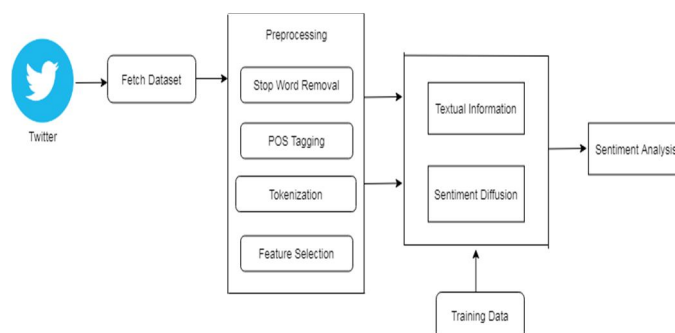 Twitter
Fetch Dataset
Preprocessing
Stop Word Removal
POS Tagging
Tokenization
Feature Selection
Textual Information
Sentiment Diffusion
Training Data
Sentiment Analysis